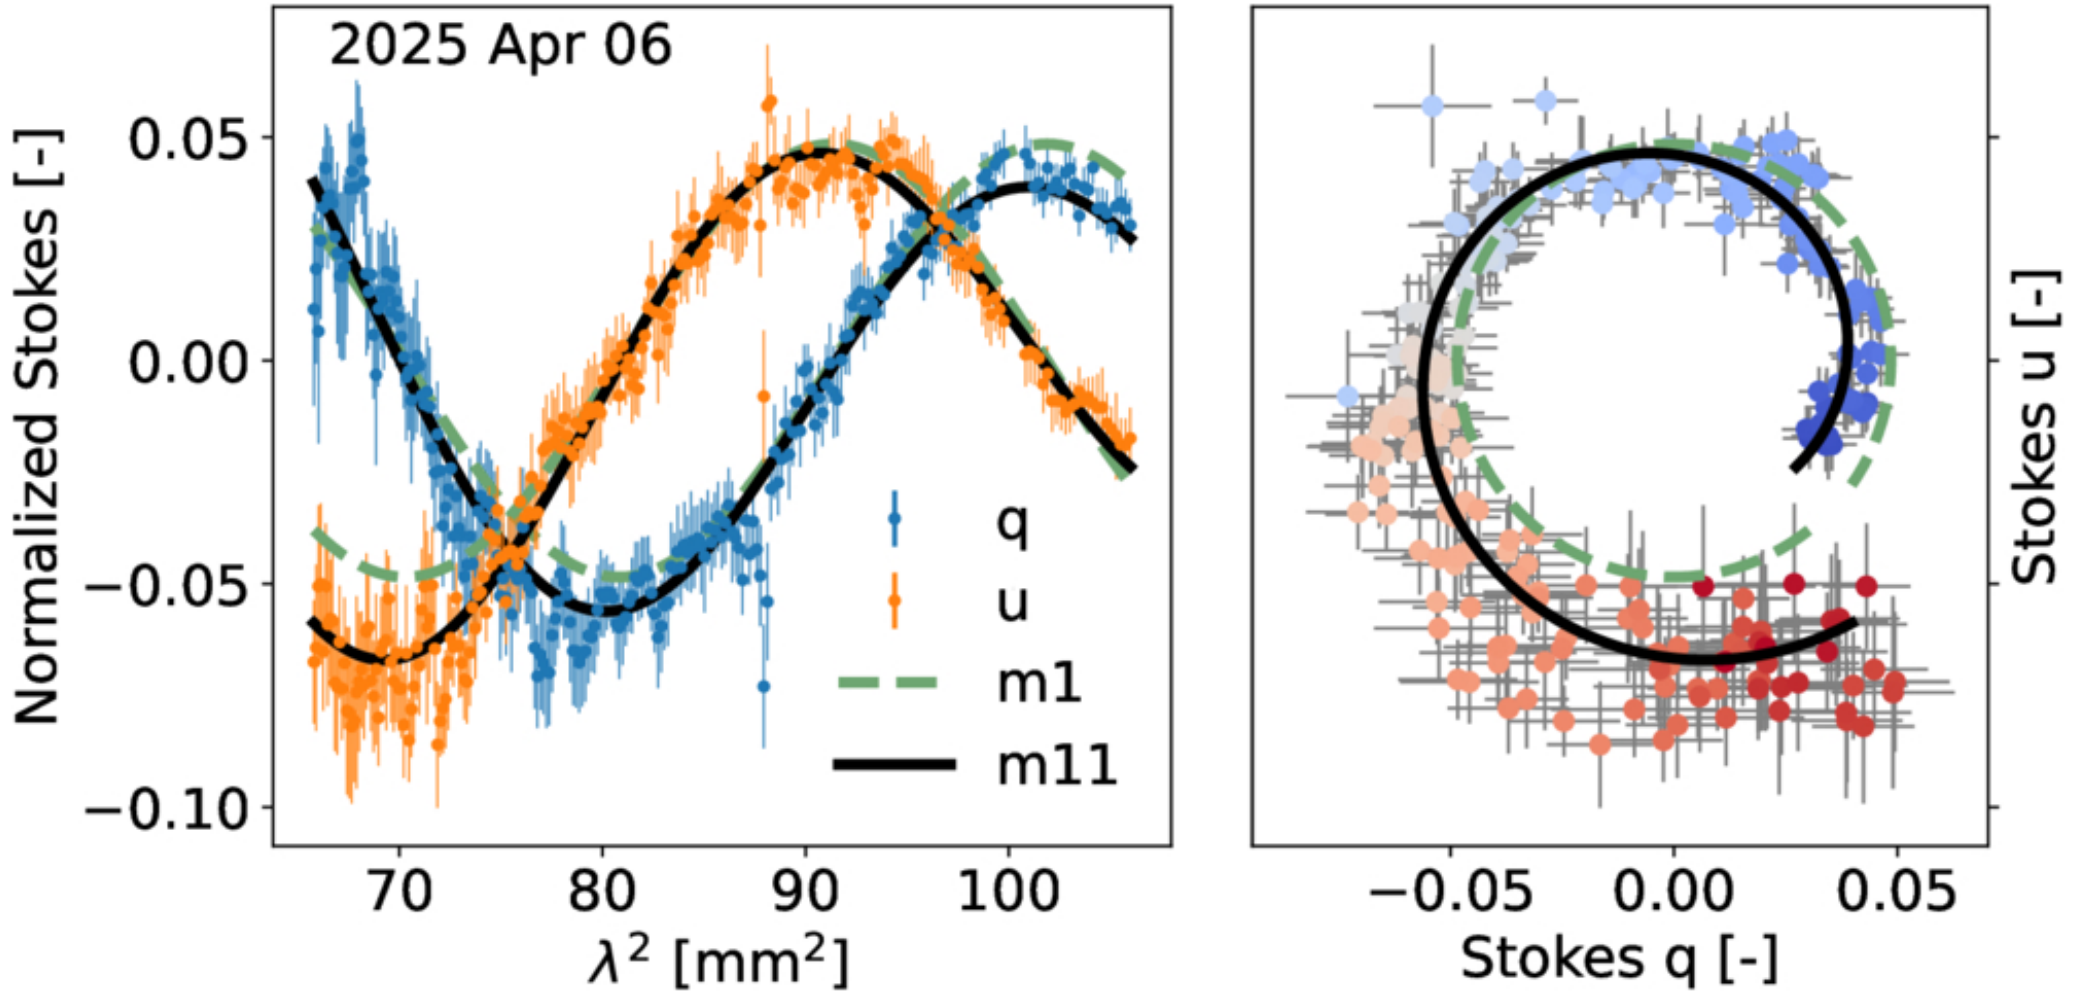 2025 Apr 06
Normalized Stokes [-]
0.05
0.00
−0.05
−0.10
q
u
m1
m11
70 80 90 100
λ² [mm²]
Stokes u [-]
−0.05 0.00 0.05
Stokes q [-]